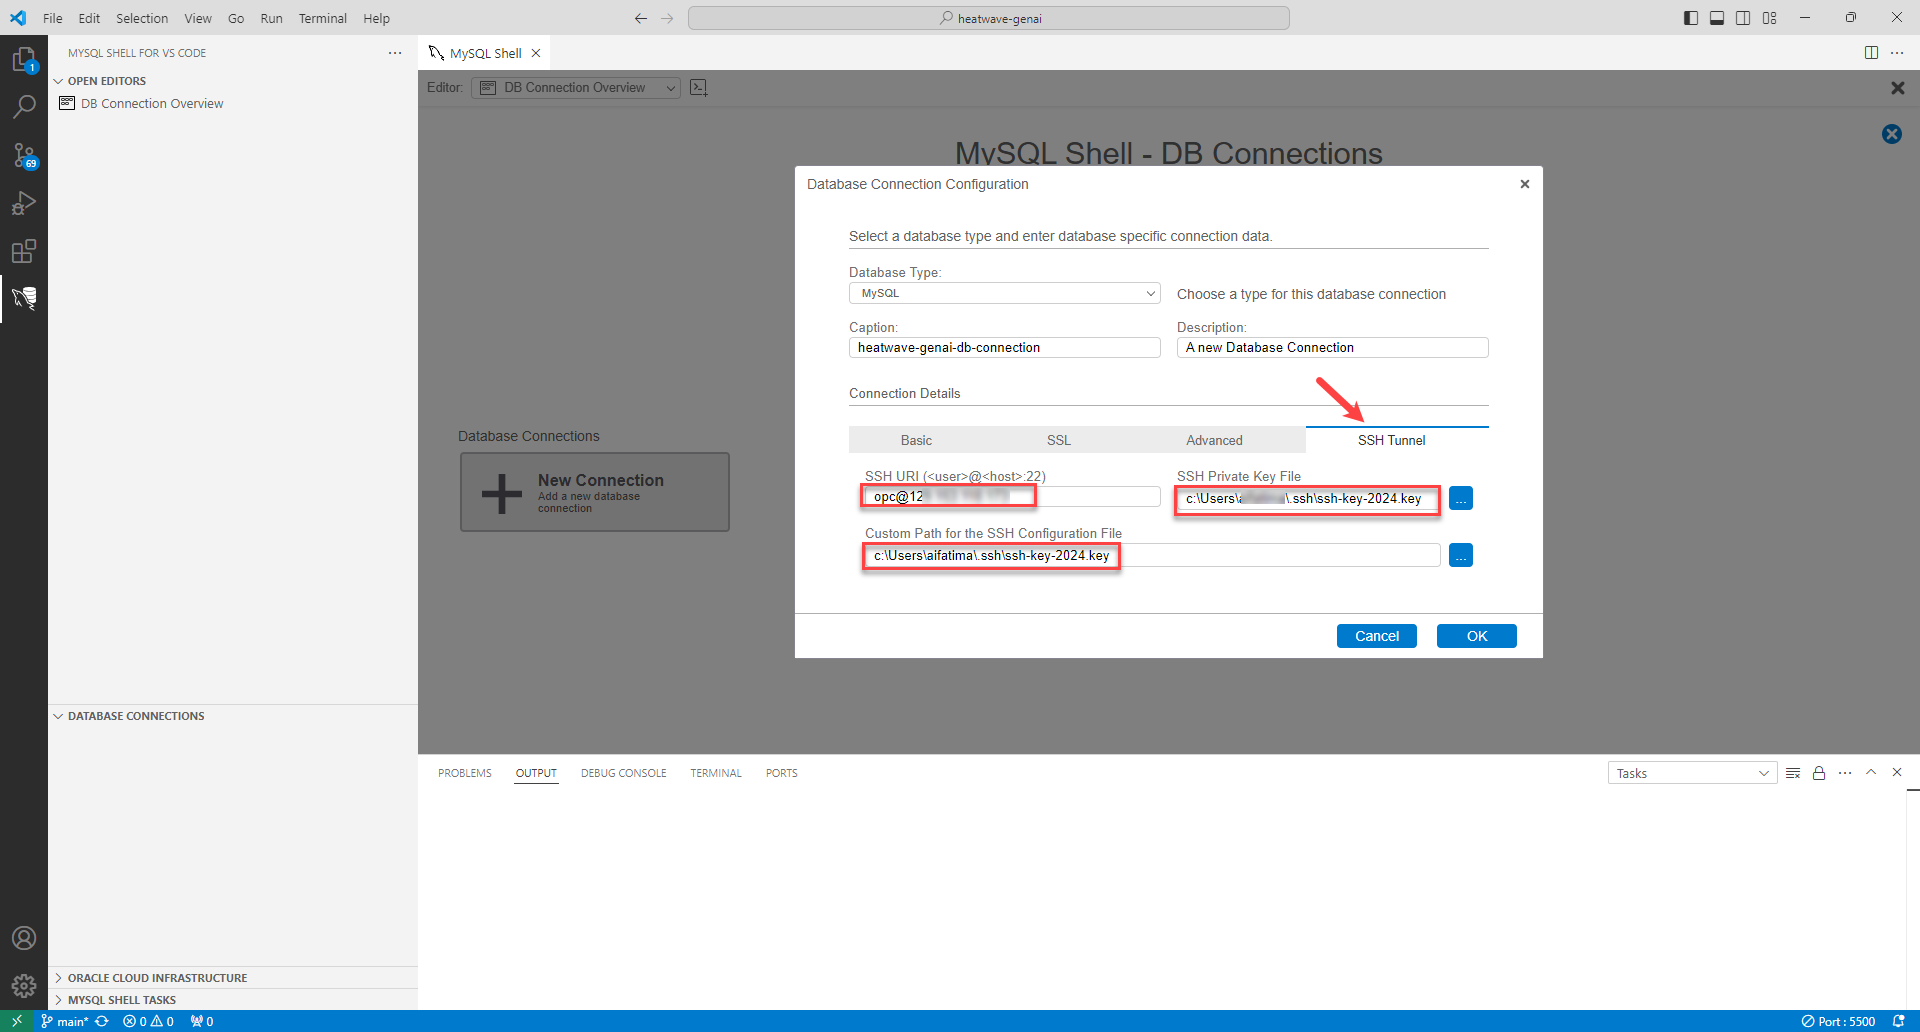 File Edit Selection View Go Run Terminal Help
heatwave-genai
MYSQL SHELL FOR VS CODE
MySQL Shell
1
OPEN EDITORS
DB Connection Overview
Editor: DB Connection Overview
69
MySQL Shell - DB Connections
Database Connection Configuration
Select a database type and enter database specific connection data.
Database Type:
MySQL
Choose a type for this database connection
Caption:
Description:
heatwave-genai-db-connection
A new Database Connection
Connection Details
Basic SSL Advanced SSH Tunnel
Database Connections
New Connection
Add a new database
connection
SSH URI (<user>@<host>:22)
SSH Private Key File
opc@12
c:\Users\ \.ssh\ssh-key-2024.key
...
Custom Path for the SSH Configuration File
c:\Users\aifatima\.ssh\ssh-key-2024.key
...
Cancel OK
DATABASE CONNECTIONS
PROBLEMS OUTPUT DEBUG CONSOLE TERMINAL PORTS
Tasks
ORACLE CLOUD INFRASTRUCTURE
MYSQL SHELL TASKS
main* 0 0 0
Port : 5500